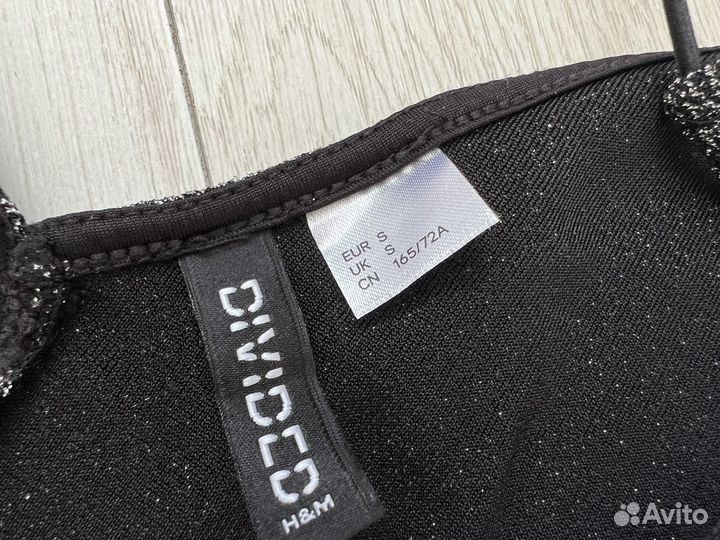 EUR S
UK S
CN 165/72A
DIVIDED
H&M
Avito